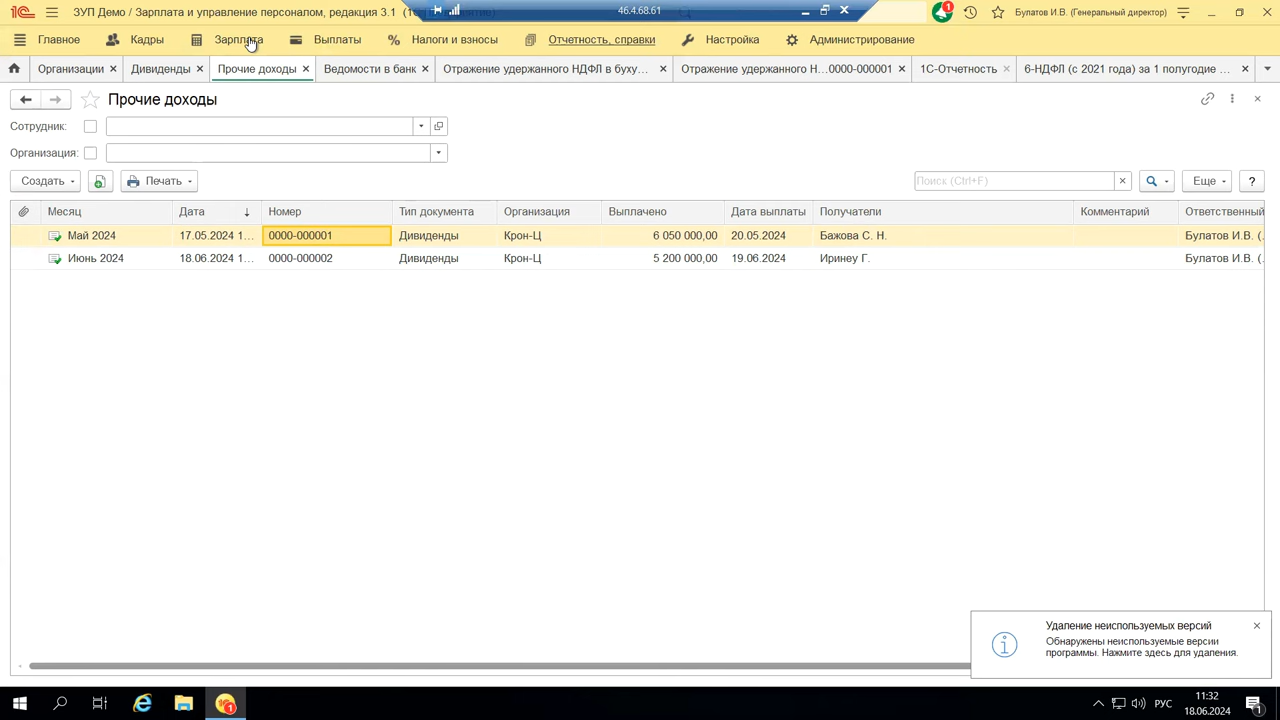 ЗУП Демо / Зарплата и управление персоналом, редакция 3.1 (1С
46.4.68.61
1
Булатов И.В. (Генеральный директор)
Главное Кадры Зарплата Выплаты Налоги и взносы Отчетность, справки Настройка Администрирование
Организации Дивиденды Прочие доходы Ведомости в банк Отражение удержанного НДФЛ в буху... Отражение удержанного Н...0000-000001 1С-Отчетность 6-НДФЛ (с 2021 года) за 1 полугодие ...
Прочие доходы
Сотрудник:
Организация:
Создать Печать Поиск (Ctrl+F) Еще ?
Месяц Дата Номер Тип документа Организация Выплачено Дата выплаты Получатели Комментарий Ответственный
Май 2024 17.05.2024 1... 0000-000001 Дивиденды Крон-Ц 6 050 000,00 20.05.2024 Бажова С. Н. Булатов И.В. (.
Июнь 2024 18.06.2024 1... 0000-000002 Дивиденды Крон-Ц 5 200 000,00 19.06.2024 Иринеу Г. Булатов И.В. (.
Удаление неиспользуемых версий
Обнаружены неиспользуемые версии
программы. Нажмите здесь для удаления.
РУС
11:32
18.06.2024
1
1